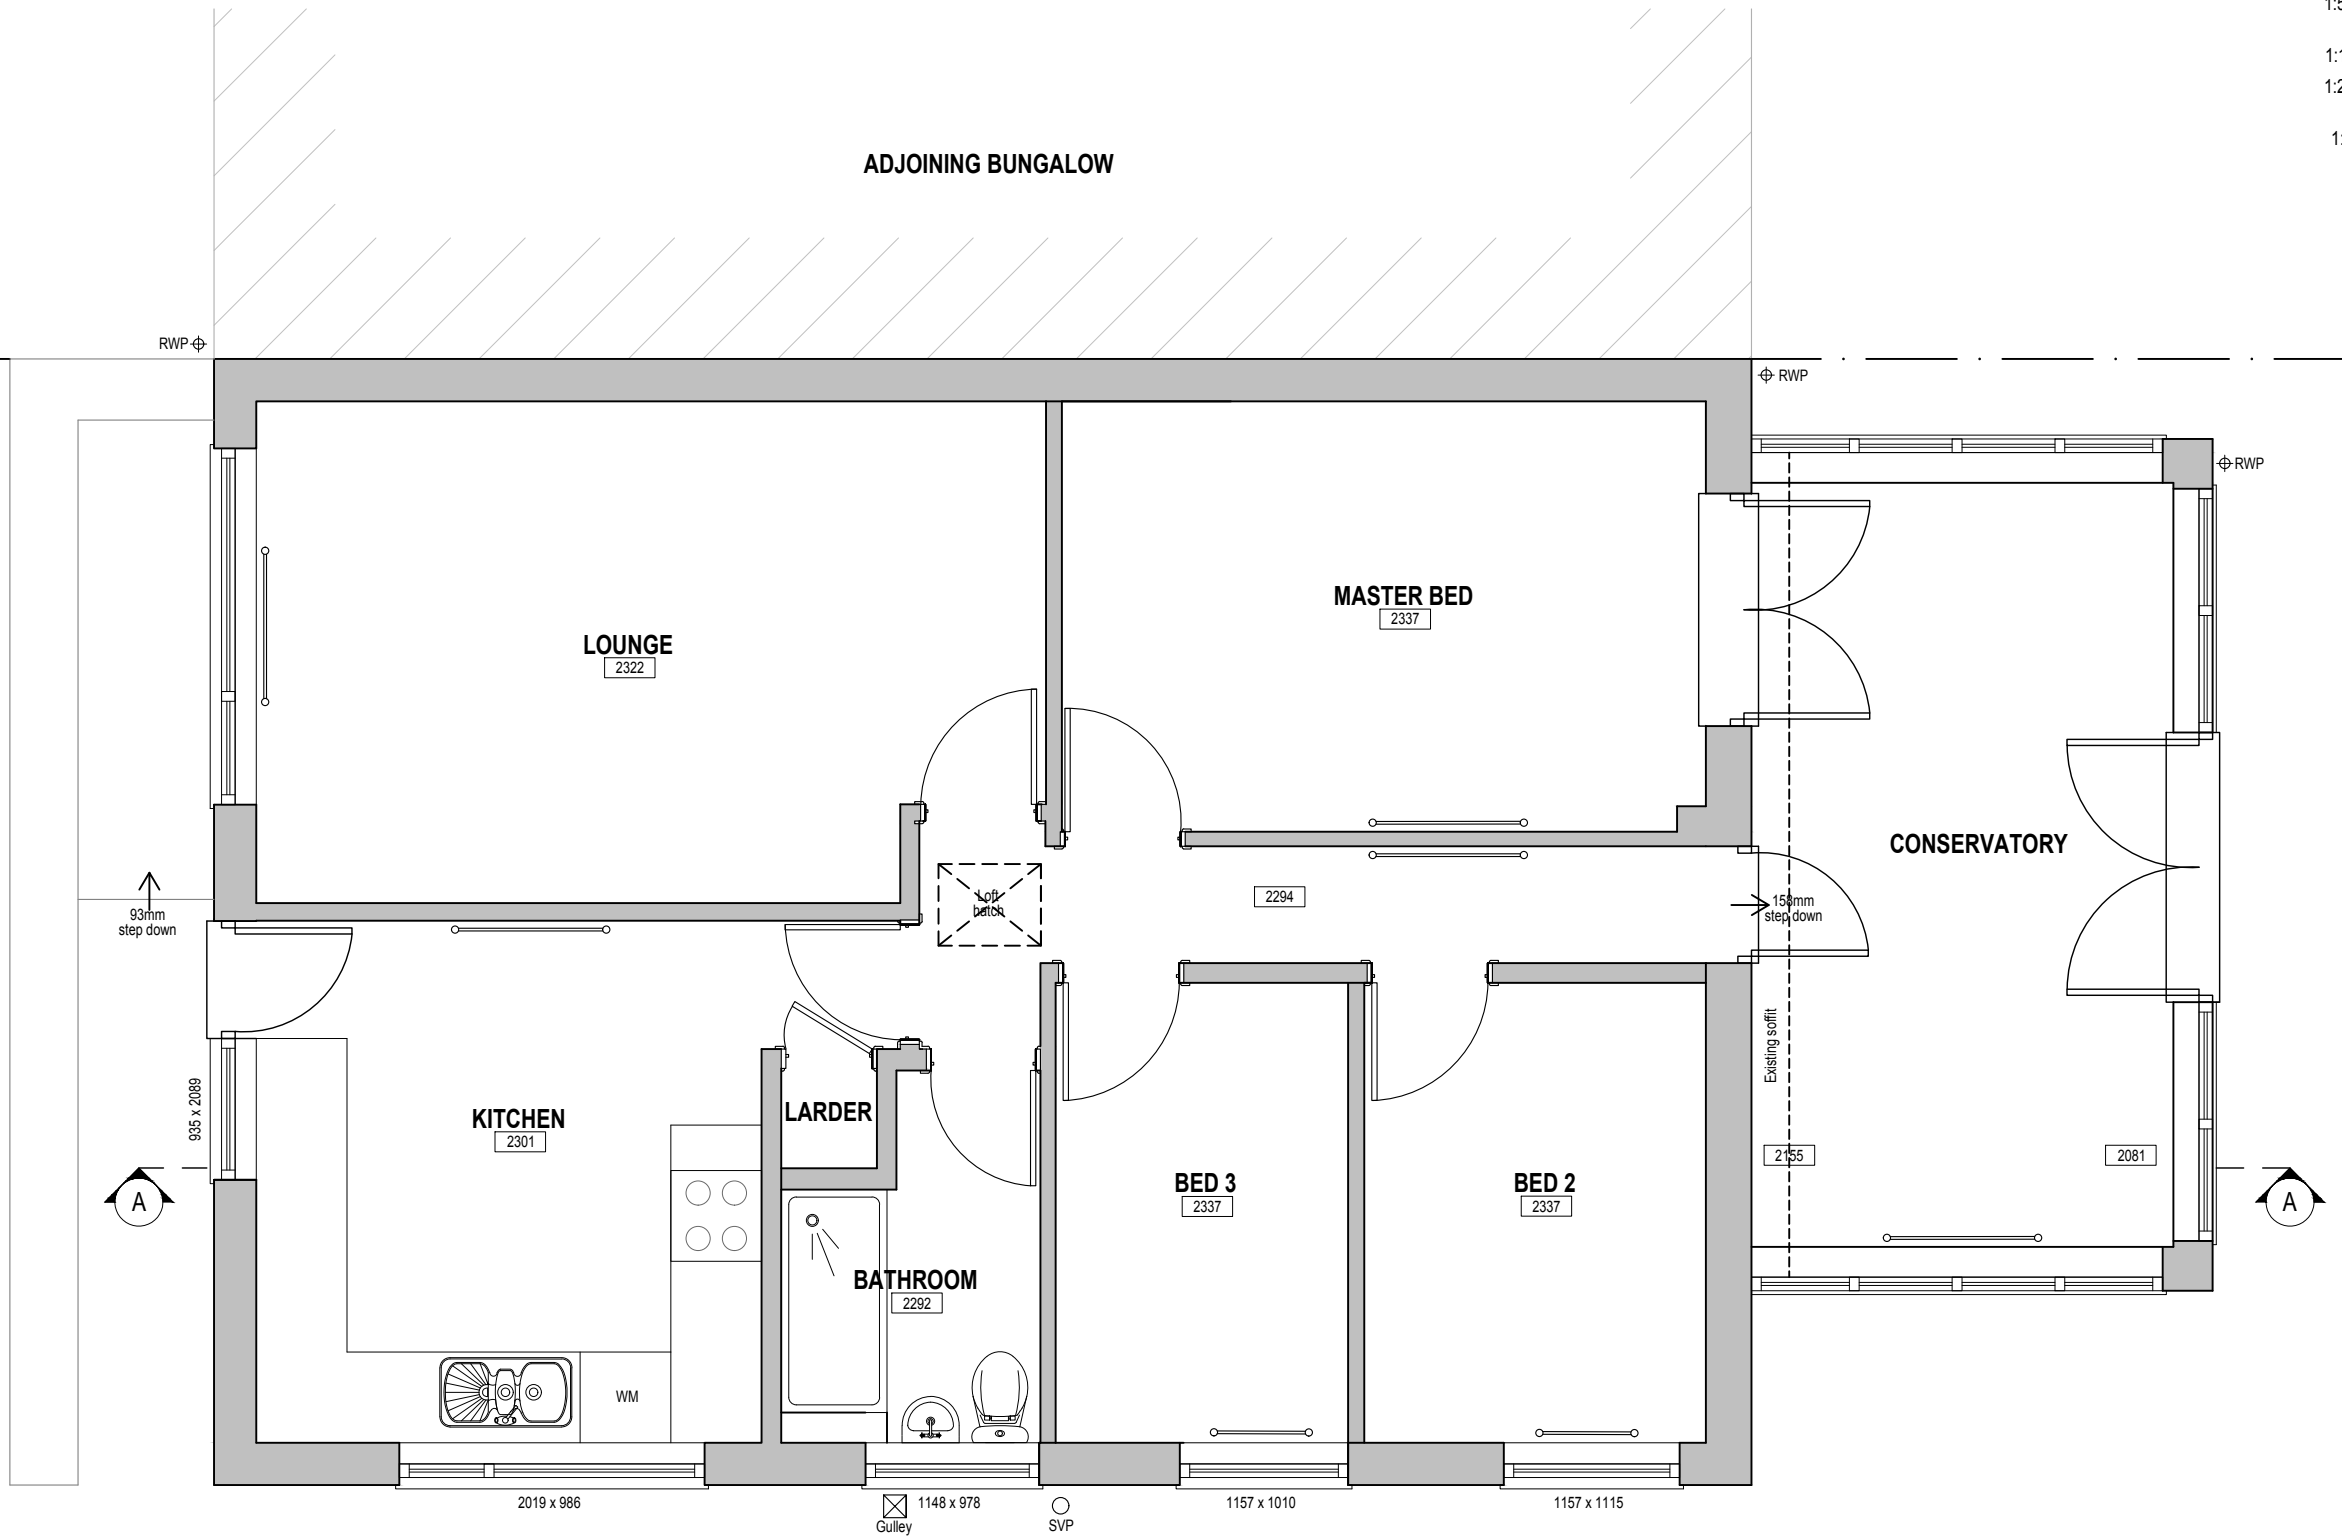 ADJOINING BUNGALOW
RWP
RWP
RWP
MASTER BED
2337
LOUNGE
2322
CONSERVATORY
Loft
hatch
2294
93mm
step down
158mm
step down
Existing soffit
935 x 2089
KITCHEN
2301
LARDER
2155
2081
BED 3
2337
BED 2
2337
A
A
BATHROOM
2292
WM
2019 x 986
1148 x 978
1157 x 1010
1157 x 1115
Gulley
SVP